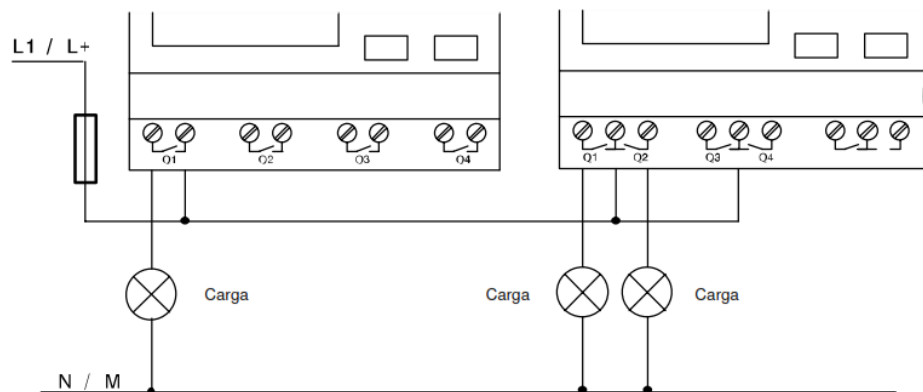 L1 / L+
Q1 Q2 Q3 Q4
Q1 Q2 Q3 Q4
Carga
Carga
Carga
N / M